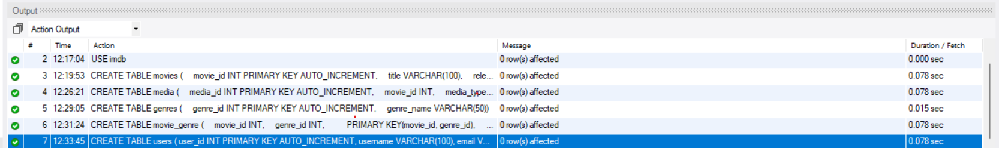 Output
Action Output
# Time Action Message Duration / Fetch
2 12:17:04 USE imdb 0 row(s) affected 0.000 sec
3 12:19:53 CREATE TABLE movies ( movie_id INT PRIMARY KEY AUTO_INCREMENT, title VARCHAR(100), rele... 0 row(s) affected 0.078 sec
4 12:26:21 CREATE TABLE media ( media_id INT PRIMARY KEY AUTO_INCREMENT, movie_id INT, media_type... 0 row(s) affected 0.078 sec
5 12:29:05 CREATE TABLE genres ( genre_id INT PRIMARY KEY AUTO_INCREMENT, genre_name VARCHAR(50)) 0 row(s) affected 0.015 sec
6 12:31:24 CREATE TABLE movie_genre ( movie_id INT, genre_id INT, PRIMARY KEY(movie_id, genre_id), ... 0 row(s) affected 0.078 sec
7 12:33:45 CREATE TABLE users ( user_id INT PRIMARY KEY AUTO_INCREMENT, username VARCHAR(100), email V... 0 row(s) affected 0.078 sec